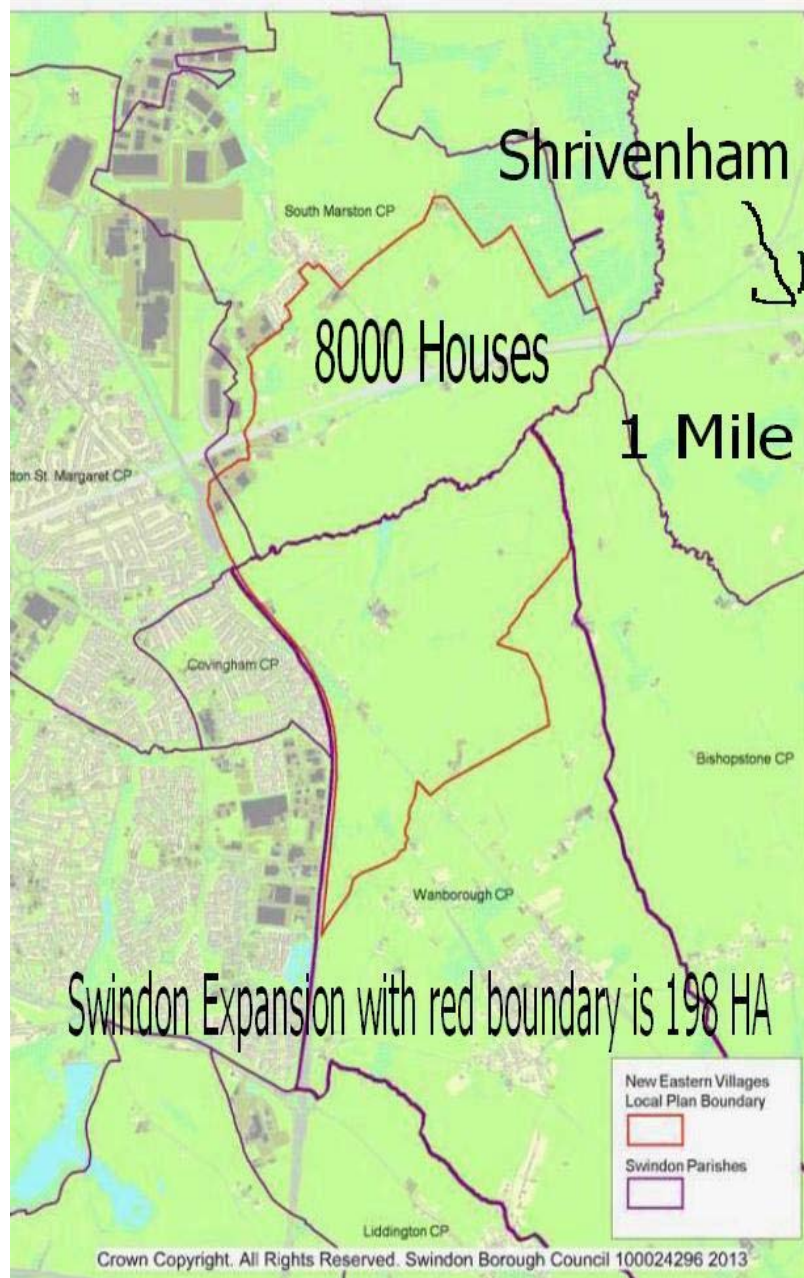 Shrivenham
South Marston CP
8000 Houses
1 Mile
ton St. Margaret CP
Covingham CP
Bishopstone CP
Wanborough CP
Swindon Expansion with red boundary is 198 HA
New Eastern Villages
Local Plan Boundary
Swindon Parishes
Liddington CP
Crown Copyright. All Rights Reserved. Swindon Borough Council 100024296 2013